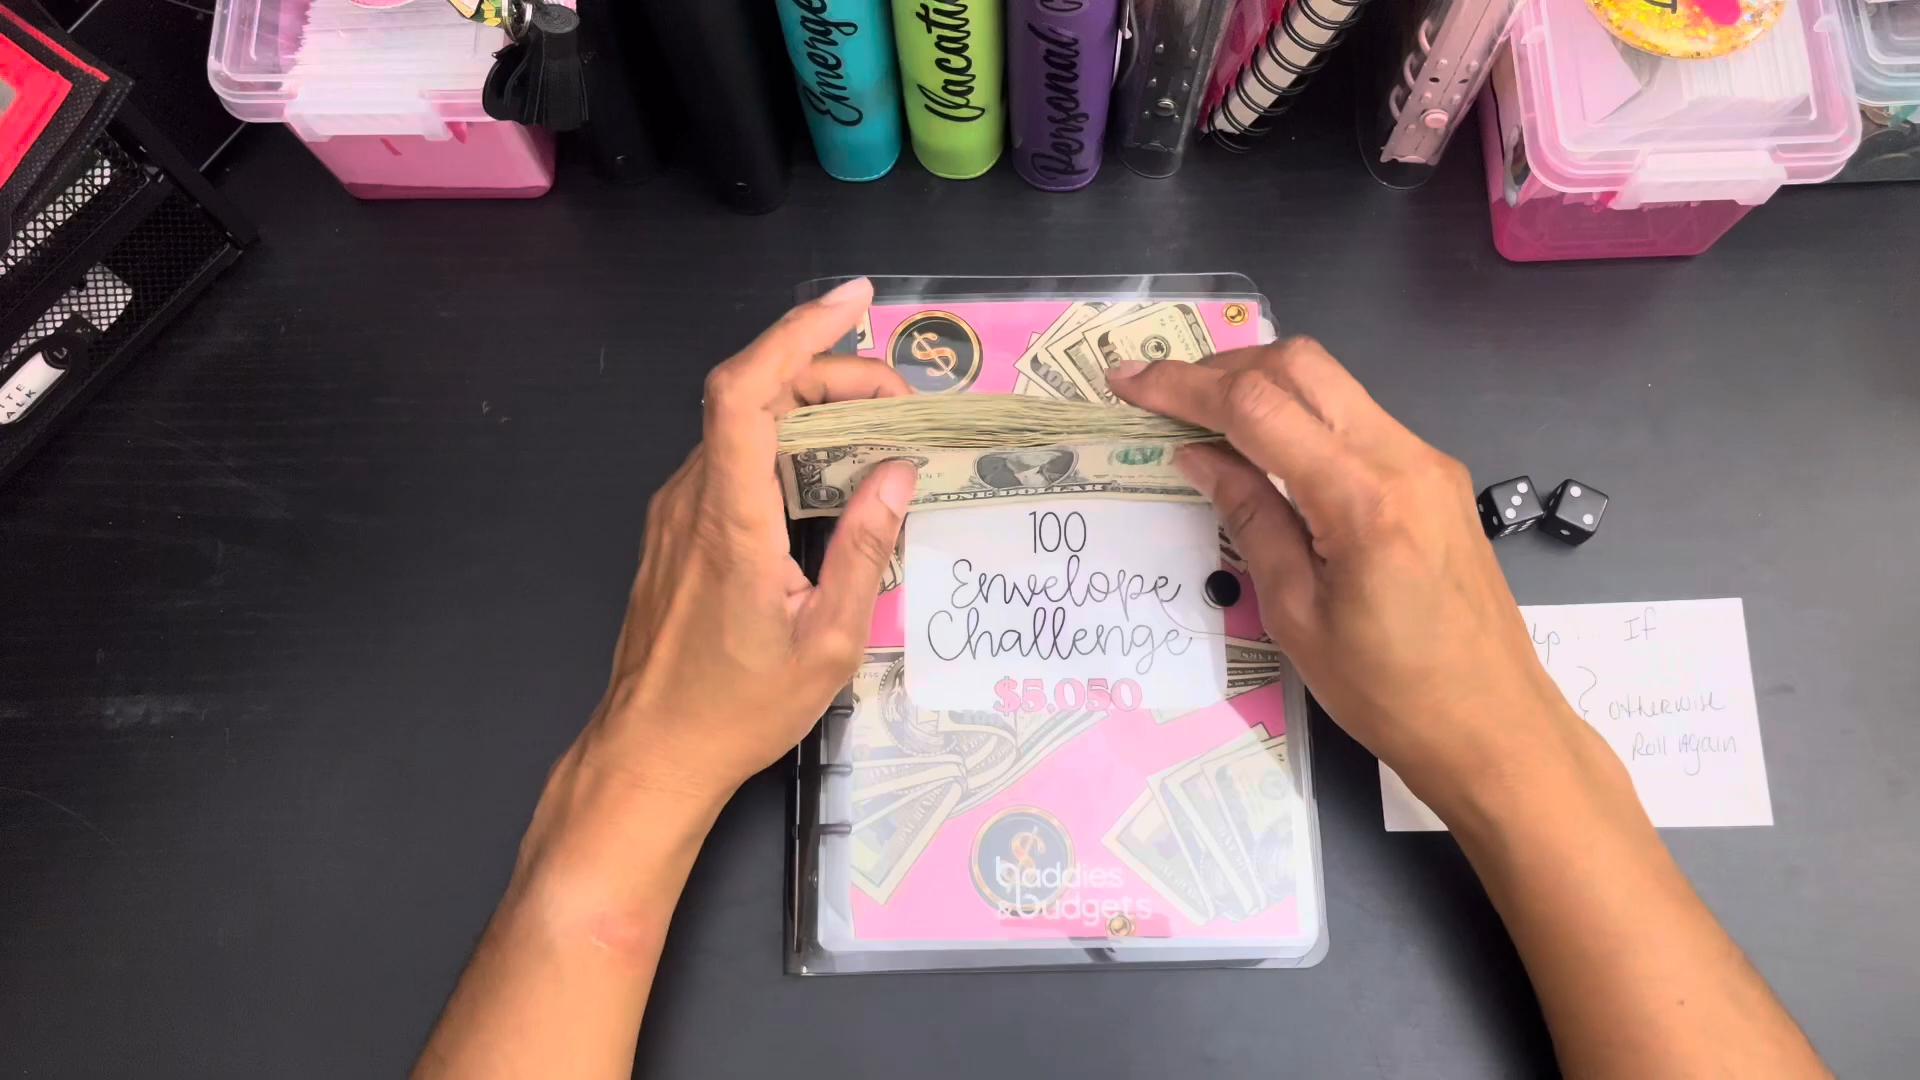 Emerge
Vacati
Personal
100
Envelope
Challenge
$5,050
baddies
& budgets
ONE DOLLAR
If
otherwise
Roll Again